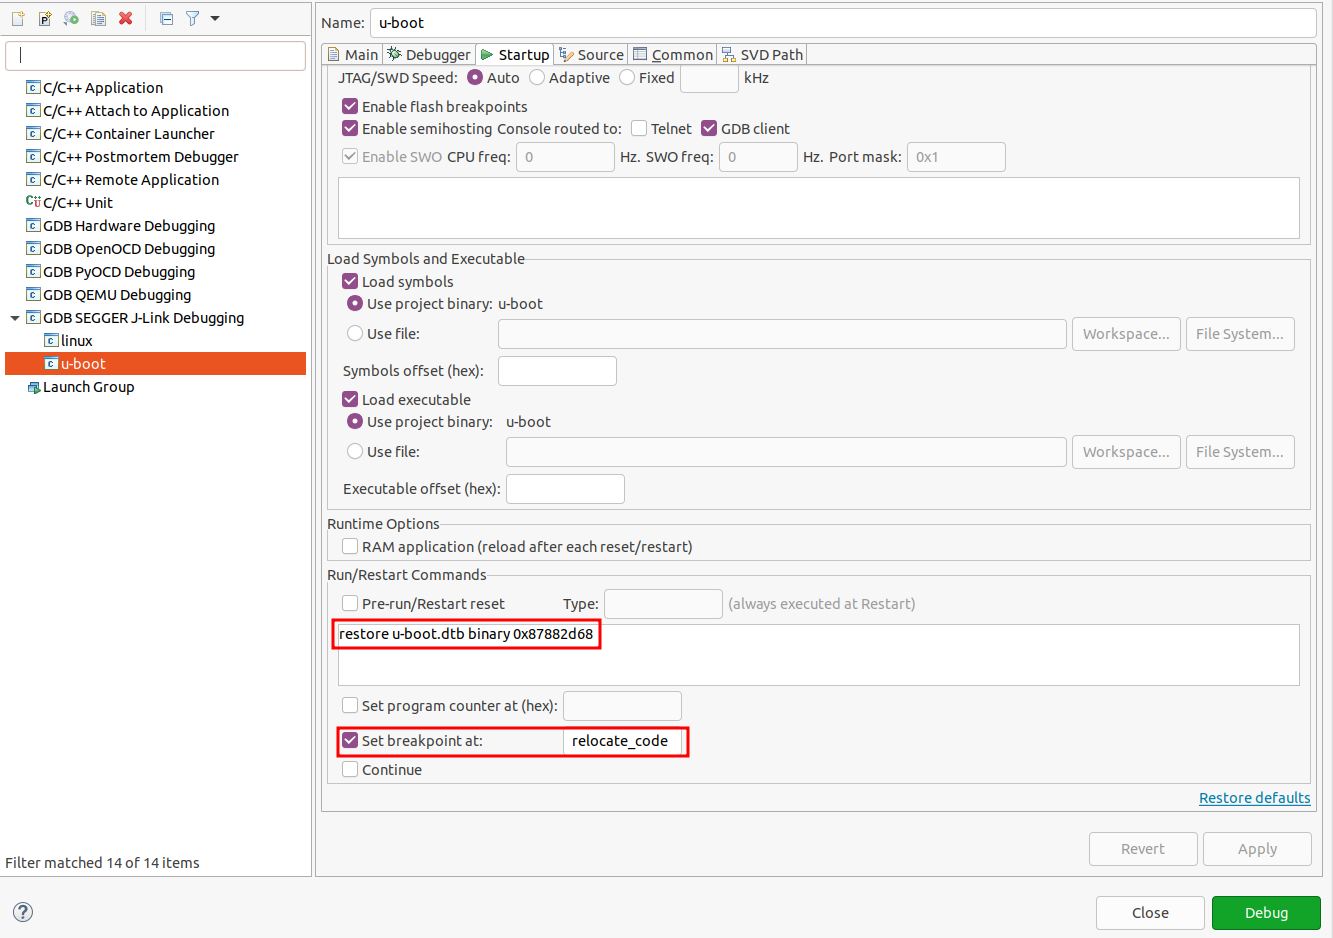 Name: u-boot
Main Debugger Startup Source Common SVD Path
JTAG/SWD Speed: Auto Adaptive Fixed kHz
Enable flash breakpoints
Enable semihosting Console routed to: Telnet GDB client
Enable SWO CPU freq: 0 Hz. SWO freq: 0 Hz. Port mask: 0x1
C/C++ Application
C/C++ Attach to Application
C/C++ Container Launcher
C/C++ Postmortem Debugger
C/C++ Remote Application
C/C++ Unit
GDB Hardware Debugging
GDB OpenOCD Debugging
GDB PyOCD Debugging
GDB QEMU Debugging
GDB SEGGER J-Link Debugging
linux
u-boot
Launch Group
Filter matched 14 of 14 items
Load Symbols and Executable
Load symbols
Use project binary: u-boot
Use file: Workspace... File System...
Symbols offset (hex):
Load executable
Use project binary: u-boot
Use file: Workspace... File System...
Executable offset (hex):
Runtime Options
RAM application (reload after each reset/restart)
Run/Restart Commands
Pre-run/Restart reset Type: (always executed at Restart)
restore u-boot.dtb binary 0x87882d68
Set program counter at (hex):
Set breakpoint at: relocate_code
Continue
Restore defaults
Revert Apply
Close Debug